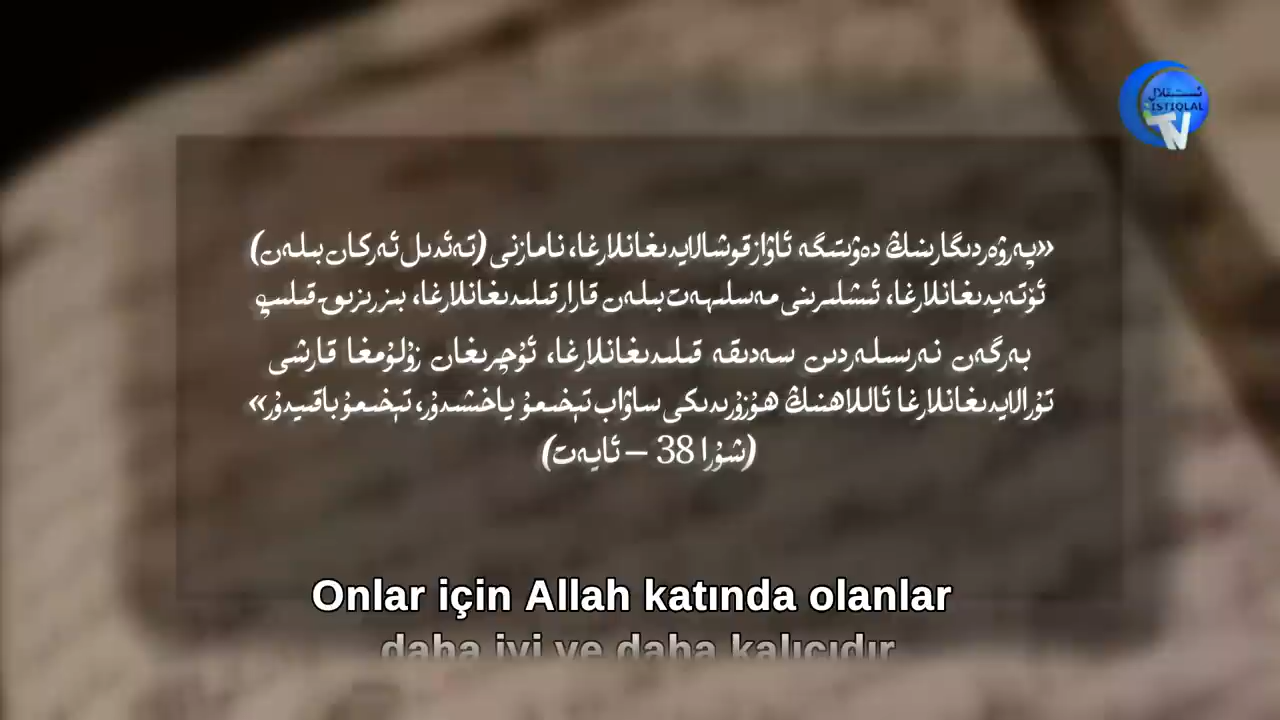 ئىستىقلال
ISTIQLAL
TV
«پەرۋەردىگارىنىڭ دەۋىتىگە ئاۋاز قوشالايدىغانلارغا، نامازنى (تەئدىل ئەركان بىلەن)
ئۆتەيدىغانلارغا، ئىشلىرىنى مەسلىھەت بىلەن قارار قىلىدىغانلارغا، بىز رىزىق قىلىپ
بەرگەن نەرسىلەردىن سەدىقە قىلىدىغانلارغا، ئۇچرىغان زۇلۇمغا قارشى
تۇرالايدىغانلارغا ئاللاھنىڭ ھۇزۇرىدىكى ساۋاب تېخىمۇ ياخشىدۇر، تېخىمۇ باقىيدۇر»
(شۇرا 38 – ئايەت)
Onlar için Allah katında olanlar
daha iyi ve daha kalıcıdır